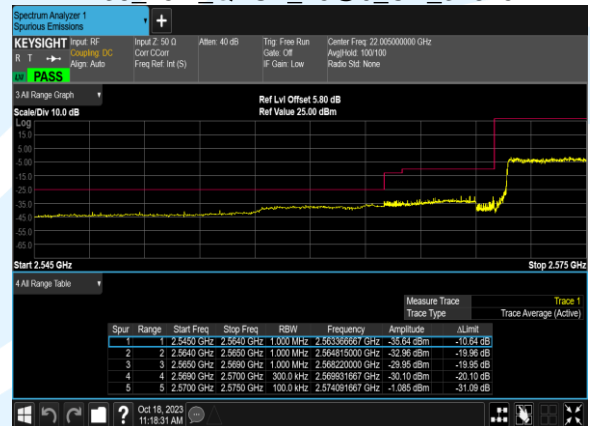 Spectrum Analyzer 1
Spurious Emissions
KEYSIGHT Input: RF Input Z: 50 Ω Atten: 40 dB Trig: Free Run Center Freq: 22.005000000 GHz
R T Coupling: DC Corr CCorr Gate: Off Avg|Hold: 100/100
Align: Auto Freq Ref: Int (S) IF Gain: Low Radio Std: None
PASS
3 All Range Graph
Ref Lvl Offset 5.80 dB
Scale/Div 10.0 dB Ref Value 25.00 dBm
Log
15.0
5.00
-5.00
-15.0
-25.0
-35.0
-45.0
-55.0
-65.0
Start 2.545 GHz Stop 2.575 GHz
4 All Range Table
Measure Trace Trace 1
Trace Type Trace Average (Active)
Spur Range Start Freq Stop Freq RBW Frequency Amplitude ΔLimit
1 1 2.5450 GHz 2.5640 GHz 1.000 MHz 2.563366667 GHz -35.64 dBm -10.64 dB
2 2 2.5640 GHz 2.5650 GHz 1.000 MHz 2.564815000 GHz -32.96 dBm -19.96 dB
3 3 2.5650 GHz 2.5690 GHz 1.000 MHz 2.568220000 GHz -29.95 dBm -19.95 dB
4 4 2.5690 GHz 2.5700 GHz 300.0 kHz 2.569931667 GHz -30.10 dBm -20.10 dB
5 5 2.5700 GHz 2.5750 GHz 100.0 kHz 2.574091667 GHz -1.085 dBm -31.09 dB
Oct 18, 2023
11:18:31 AM